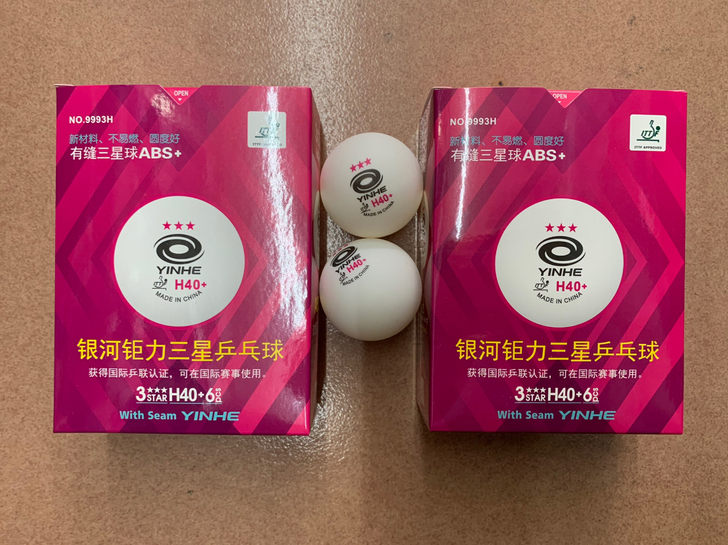 OPEN
NO.9993H
新材料、不易燃、圆度好
有缝三星球ABS+
ITTF APPROVED
YINHE
H40+
MADE IN CHINA
银河钜力三星乒乓球
获得国际乒联认证，可在国际赛事使用。
3 STAR H40+6 PCS
With Seam YINHE
YINHE
H40+
MADE IN CHINA
YINHE
H40+
MADE IN CHINA
OPEN
NO.9993H
新材料、不易燃、圆度好
有缝三星球ABS+
ITTF APPROVED
YINHE
H40+
MADE IN CHINA
银河钜力三星乒乓球
获得国际乒联认证，可在国际赛事使用。
3 STAR H40+6 PCS
With Seam YINHE